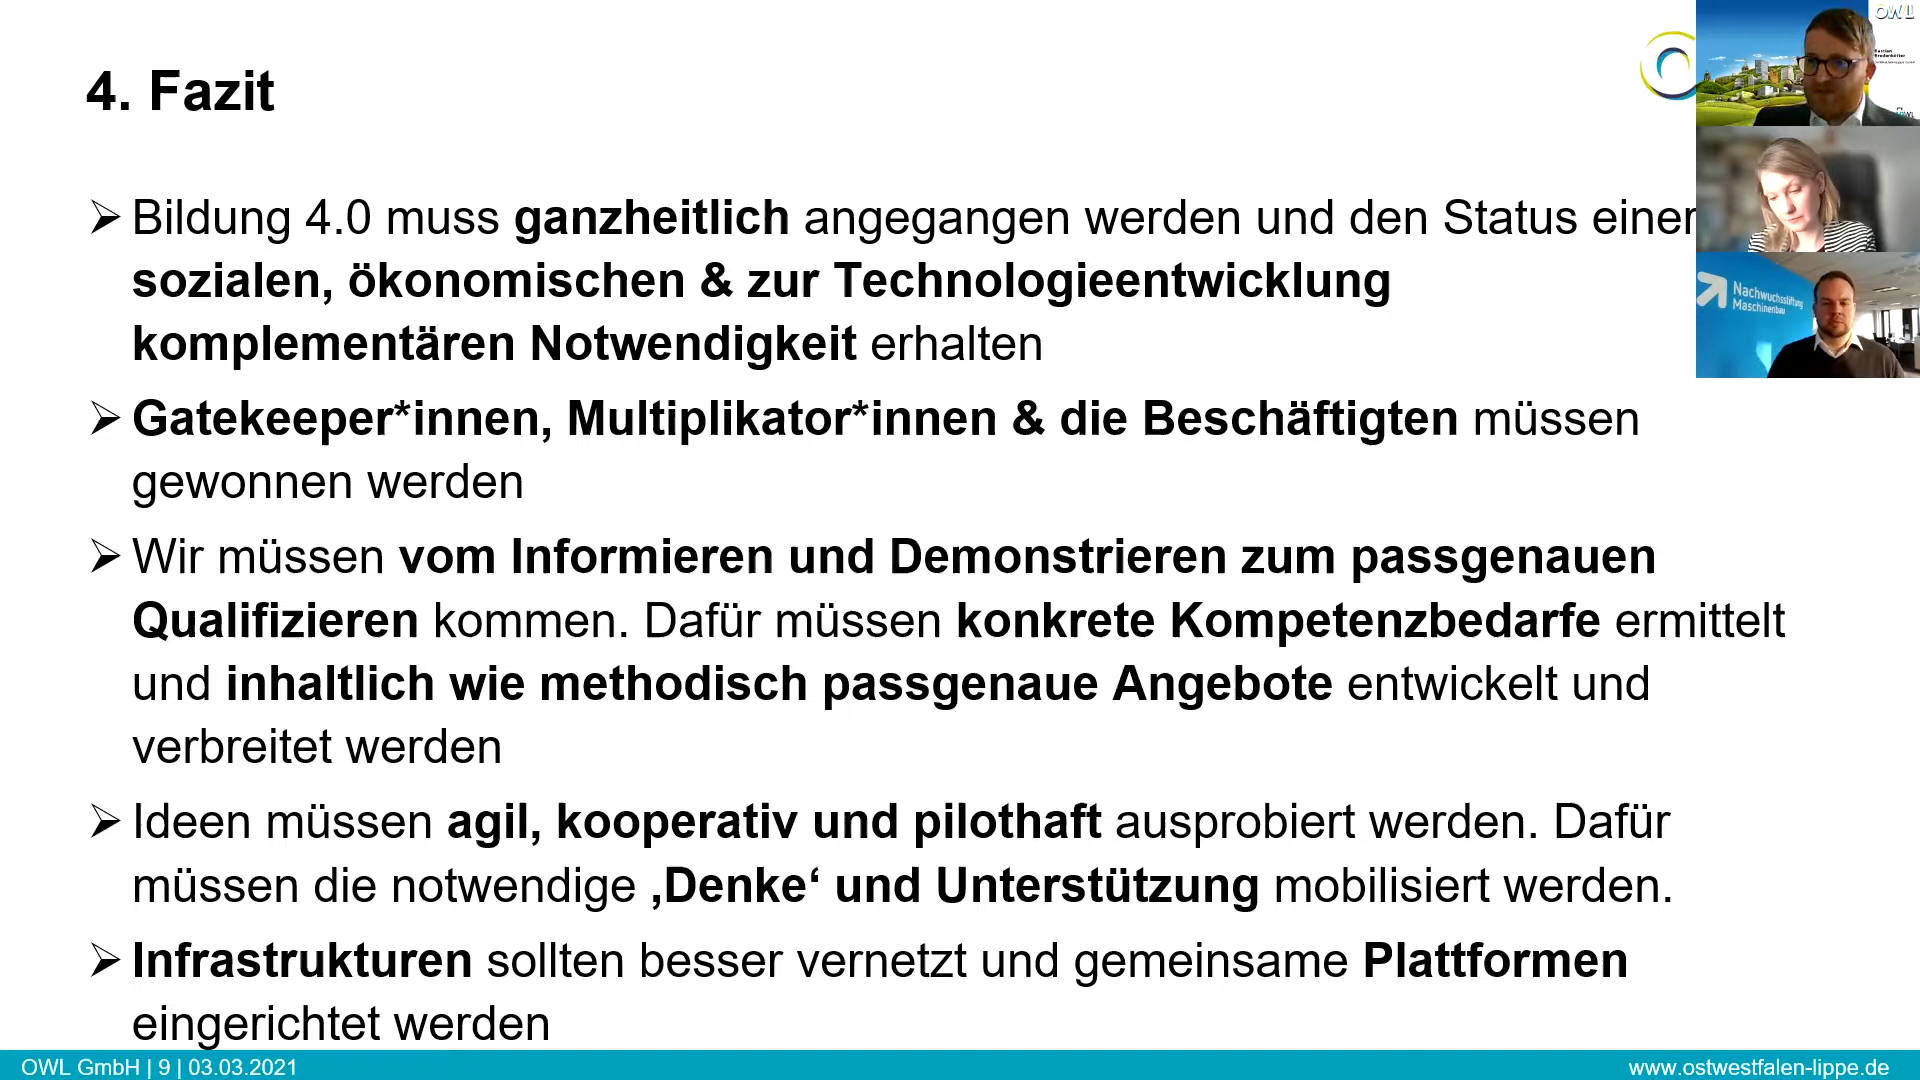 4. Fazit
Bildung 4.0 muss ganzheitlich angegangen werden und den Status einer
sozialen, ökonomischen & zur Technologieentwicklung
komplementären Notwendigkeit erhalten
Gatekeeper*innen, Multiplikator*innen & die Beschäftigten müssen
gewonnen werden
Wir müssen vom Informieren und Demonstrieren zum passgenauen
Qualifizieren kommen. Dafür müssen konkrete Kompetenzbedarfe ermittelt
und inhaltlich wie methodisch passgenaue Angebote entwickelt und
verbreitet werden
Ideen müssen agil, kooperativ und pilothaft ausprobiert werden. Dafür
müssen die notwendige ‚Denke‘ und Unterstützung mobilisiert werden.
Infrastrukturen sollten besser vernetzt und gemeinsame Plattformen
eingerichtet werden
OWL GmbH | 9 | 03.03.2021
www.ostwestfalen-lippe.de
OWL
Nachwuchsstiftung
Maschinenbau